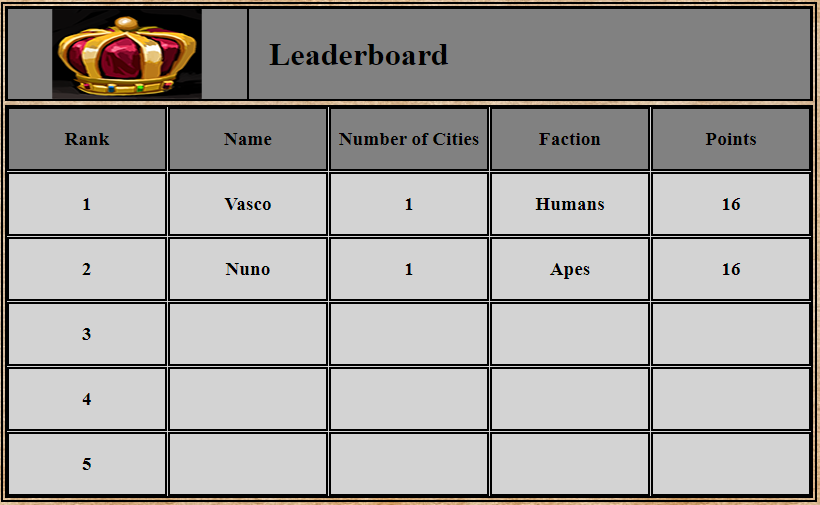 Leaderboard
Rank Name Number of Cities Faction Points
1 Vasco 1 Humans 16
2 Nuno 1 Apes 16
3
4
5